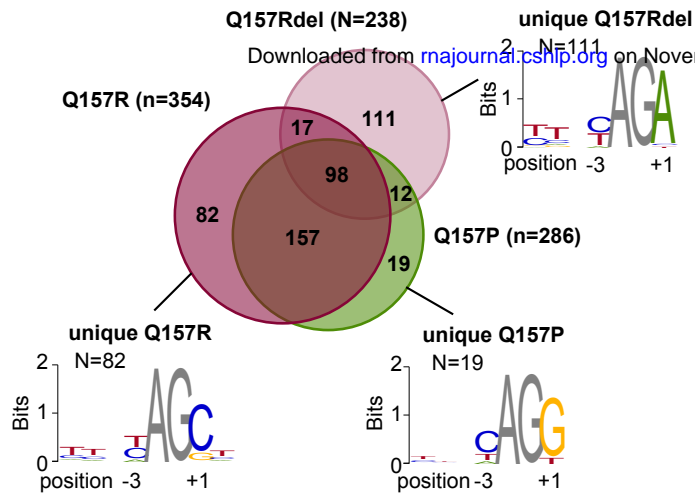 Q157Rdel (N=238)
unique Q157Rdel
Downloaded from rnajournal.cshlp.org on Nover
N=111
Q157R (n=354)
17
111
98
12
82
157
19
Q157P (n=286)
2
1
0
Bits
T T C T A G A
C
position -3 +1
unique Q157R
N=82
2
1
0
Bits
T T T C A G C G T
position -3 +1
unique Q157P
N=19
2
1
0
Bits
T C T A G G T
position -3 +1